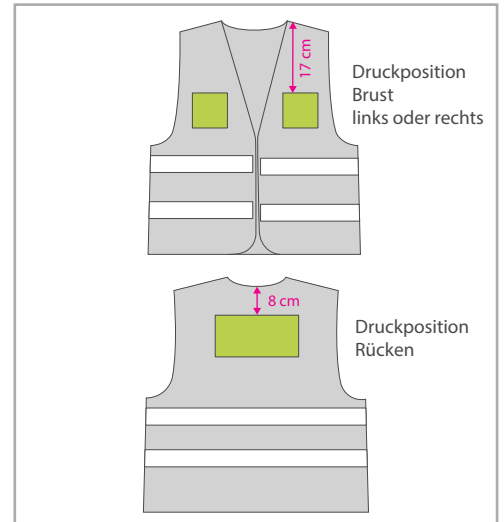 17 cm
Druckposition
Brust
links oder rechts
8 cm
Druckposition
Rücken